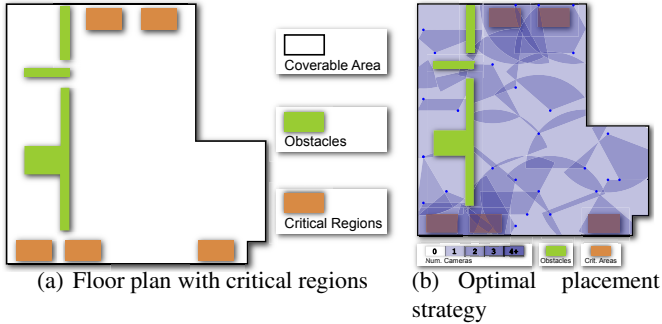 Coverable Area
Obstacles
Critical Regions
0 1 2 3 4+
Num. Cameras
Obstacles
Crit. Areas
(a) Floor plan with critical regions
(b) Optimal placement
strategy